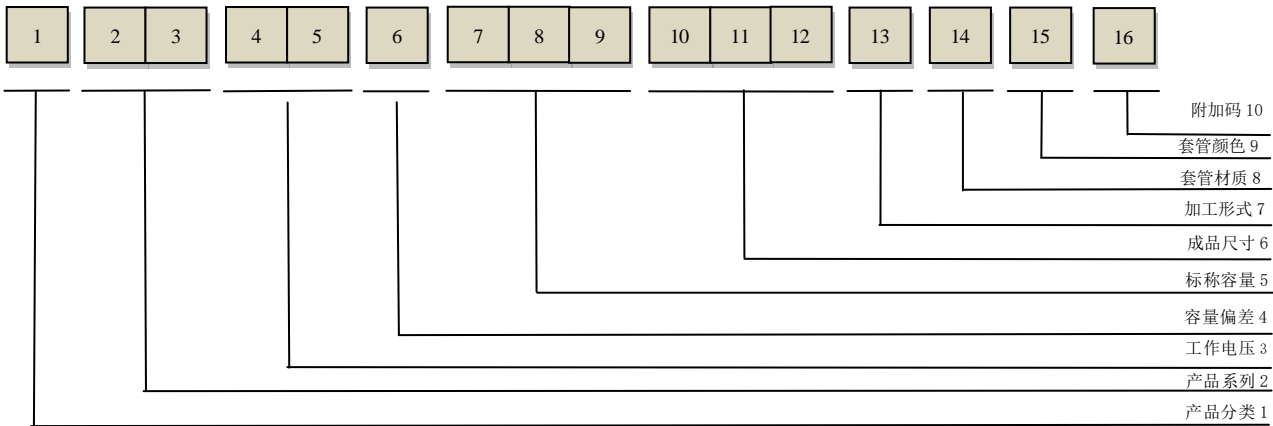 1 2 3 4 5 6 7 8 9 10 11 12 13 14 15 16
附加码 10
套管颜色 9
套管材质 8
加工形式 7
成品尺寸 6
标称容量 5
容量偏差 4
工作电压 3
产品系列 2
产品分类 1